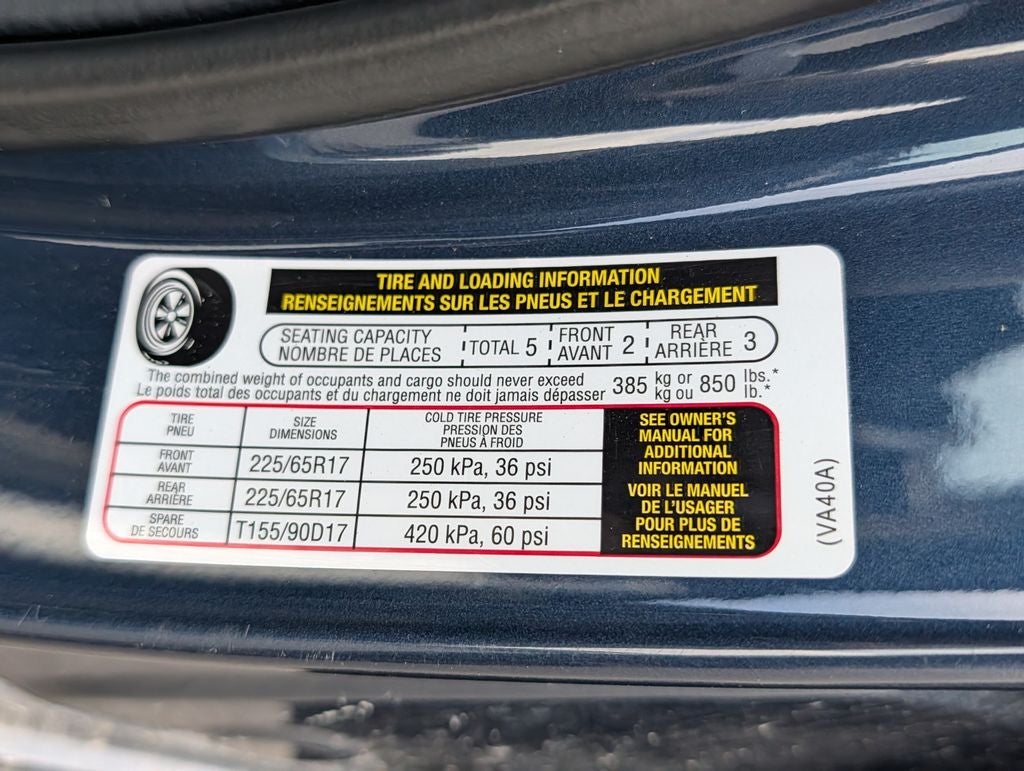 TIRE AND LOADING INFORMATION
RENSEIGNEMENTS SUR LES PNEUS ET LE CHARGEMENT
SEATING CAPACITY
NOMBRE DE PLACES
TOTAL 5
FRONT
AVANT 2
REAR
ARRIÈRE 3
The combined weight of occupants and cargo should never exceed
Le poids total des occupants et du chargement ne doit jamais dépasser
385 kg or 850 lbs.*
kg ou lb.*
TIRE
PNEU
SIZE
DIMENSIONS
COLD TIRE PRESSURE
PRESSION DES
PNEUS À FROID
FRONT
AVANT
225/65R17
250 kPa, 36 psi
REAR
ARRIÈRE
225/65R17
250 kPa, 36 psi
SPARE
DE SECOURS
T155/90D17
420 kPa, 60 psi
SEE OWNER'S
MANUAL FOR
ADDITIONAL
INFORMATION
VOIR LE MANUEL
DE L'USAGER
POUR PLUS DE
RENSEIGNEMENTS
(VA40A)